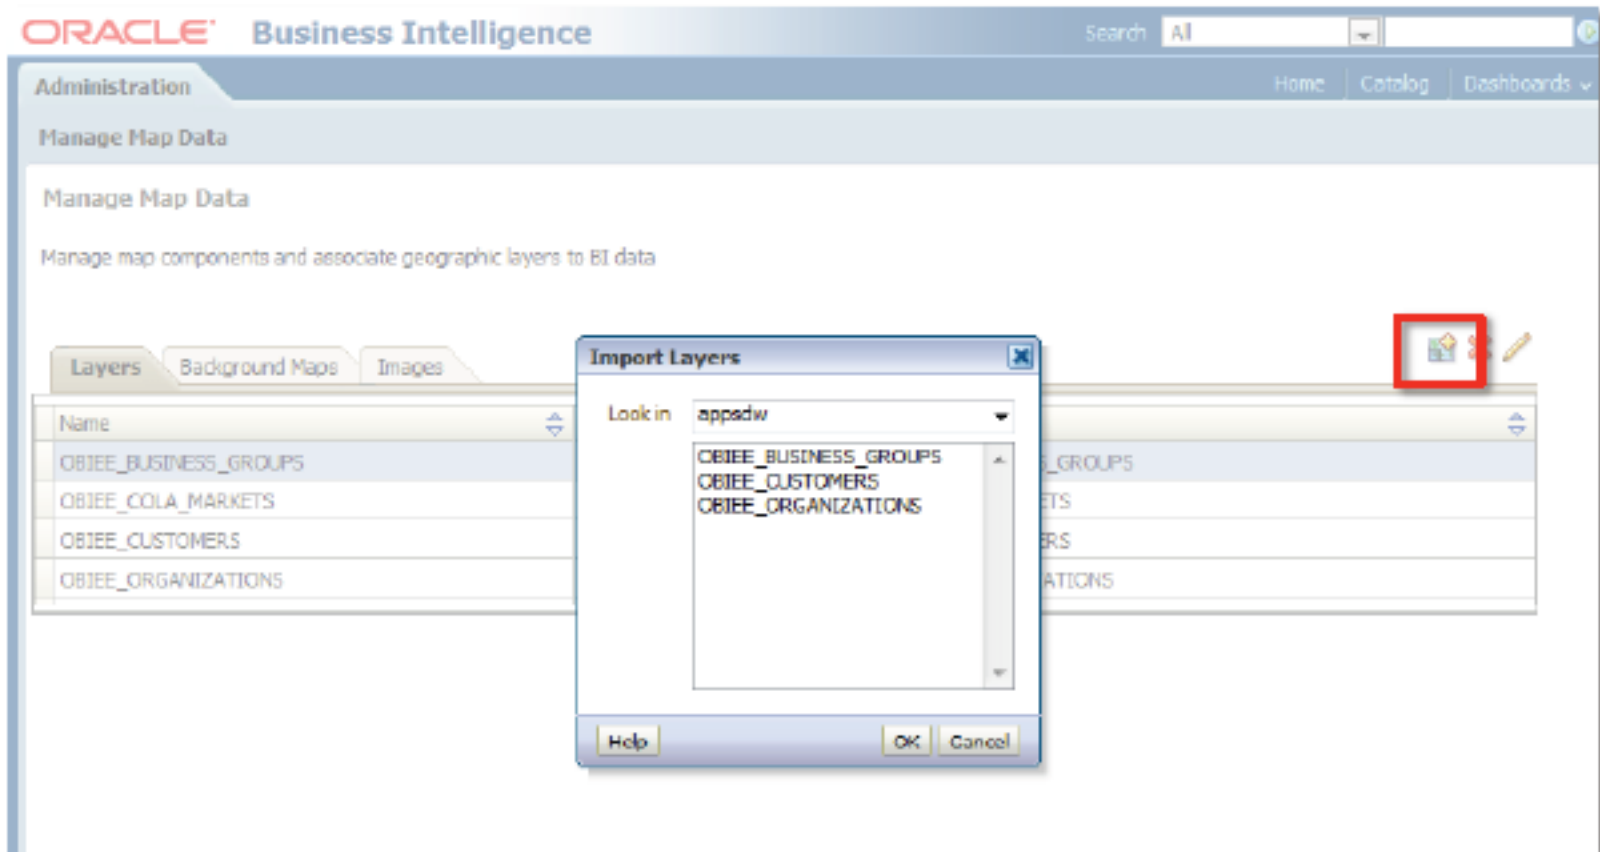 ORACLE Business Intelligence
Search All
Administration
Home Catalog Dashboards
Manage Map Data
Manage Map Data
Manage map components and associate geographic layers to BI data
Layers Background Maps Images
Name
OBIEE_BUSINESS_GROUPS
OBIEE_COLA_MARKETS
OBIEE_CUSTOMERS
OBIEE_ORGANIZATIONS
Import Layers
Look in appsdw
OBIEE_BUSINESS_GROUPS
OBIEE_CUSTOMERS
OBIEE_ORGANIZATIONS
Help OK Cancel
S_GROUPS
ETS
ERS
ATIONS